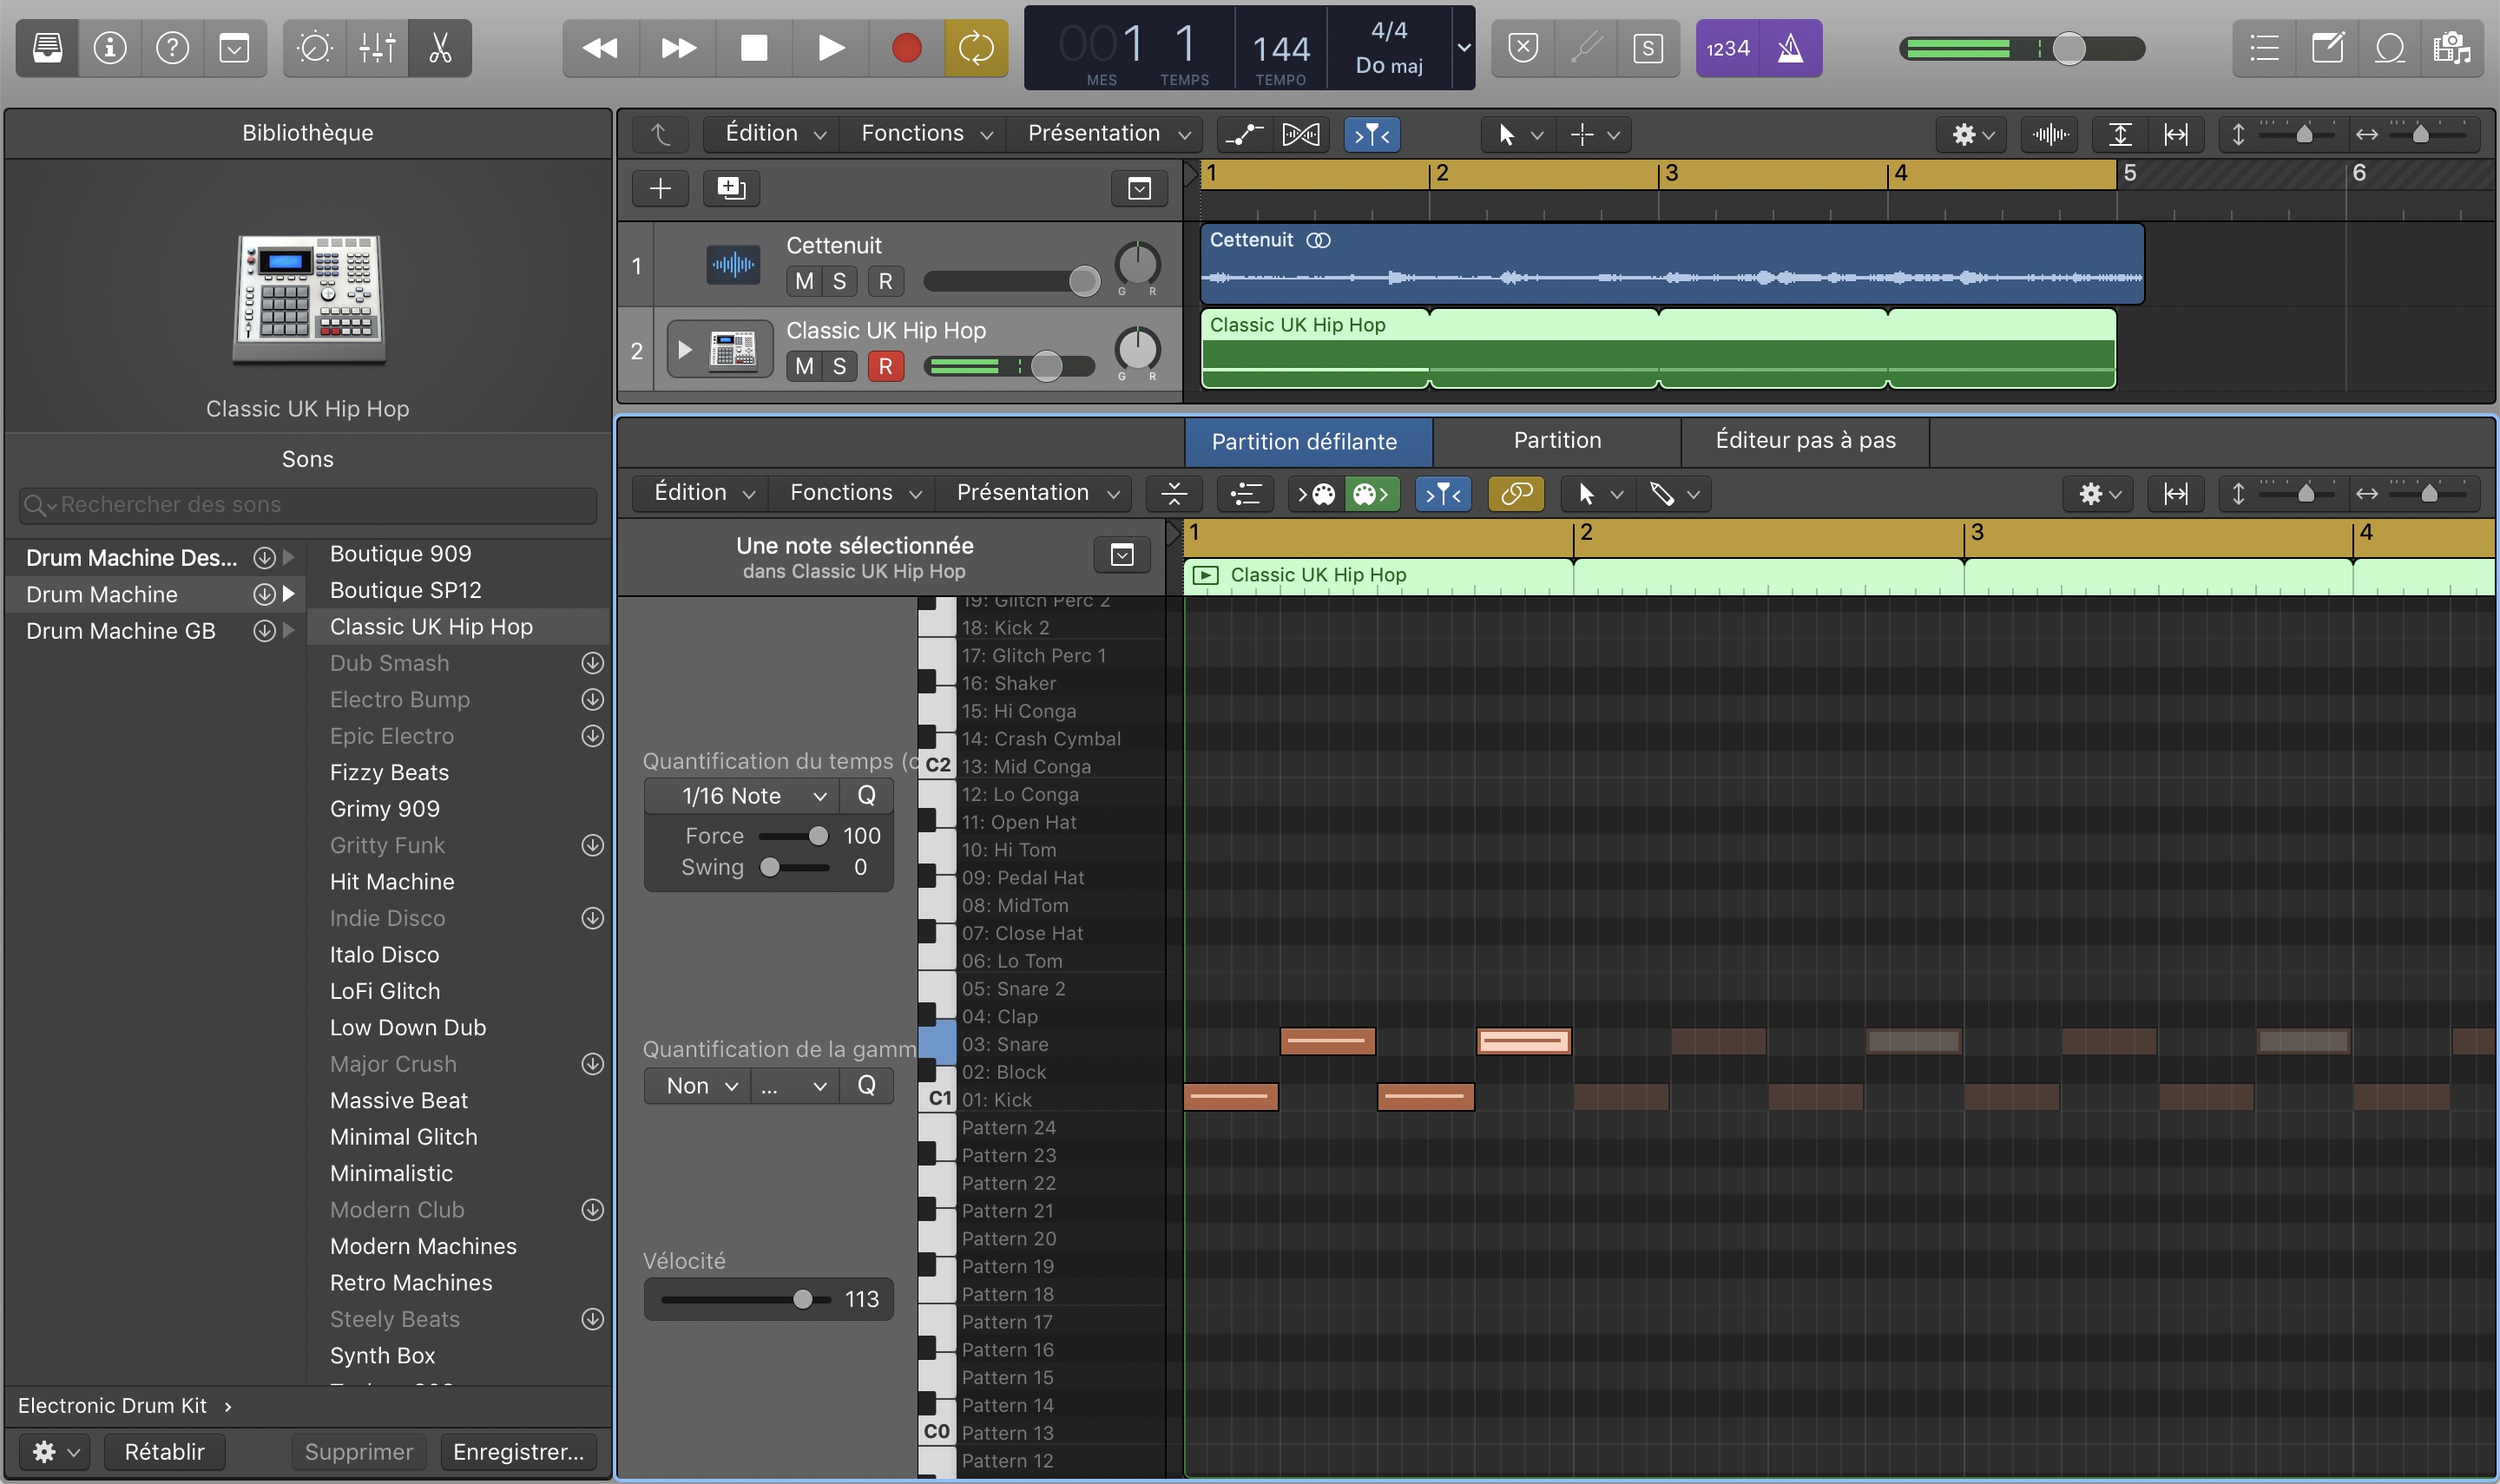 001 1 144 4/4
Do maj
MES TEMPS TEMPO
S
1234
Bibliothèque
Classic UK Hip Hop
Sons
Rechercher des sons
Drum Machine Des...
Drum Machine
Drum Machine GB
Boutique 909
Boutique SP12
Classic UK Hip Hop
Dub Smash
Electro Bump
Epic Electro
Fizzy Beats
Grimy 909
Gritty Funk
Hit Machine
Indie Disco
Italo Disco
LoFi Glitch
Low Down Dub
Major Crush
Massive Beat
Minimal Glitch
Minimalistic
Modern Club
Modern Machines
Retro Machines
Steely Beats
Synth Box
Electronic Drum Kit
Rétablir Supprimer Enregistrer...
Édition Fonctions Présentation
1 2 3 4 5 6
1 Cettenuit
M S R
G R
2 Classic UK Hip Hop
M S R
G R
Cettenuit
Classic UK Hip Hop
Partition défilante Partition Éditeur pas à pas
Édition Fonctions Présentation
Une note sélectionnée
dans Classic UK Hip Hop
1 2 3 4
Classic UK Hip Hop
Quantification du temps (c
1/16 Note Q
Force 100
Swing 0
Quantification de la gamm
Non ... Q
Vélocité
113
C2
C1
C0
19: Glitch Perc 2
18: Kick 2
17: Glitch Perc 1
16: Shaker
15: Hi Conga
14: Crash Cymbal
13: Mid Conga
12: Lo Conga
11: Open Hat
10: Hi Tom
09: Pedal Hat
08: MidTom
07: Close Hat
06: Lo Tom
05: Snare 2
04: Clap
03: Snare
02: Block
01: Kick
Pattern 24
Pattern 23
Pattern 22
Pattern 21
Pattern 20
Pattern 19
Pattern 18
Pattern 17
Pattern 16
Pattern 15
Pattern 14
Pattern 13
Pattern 12